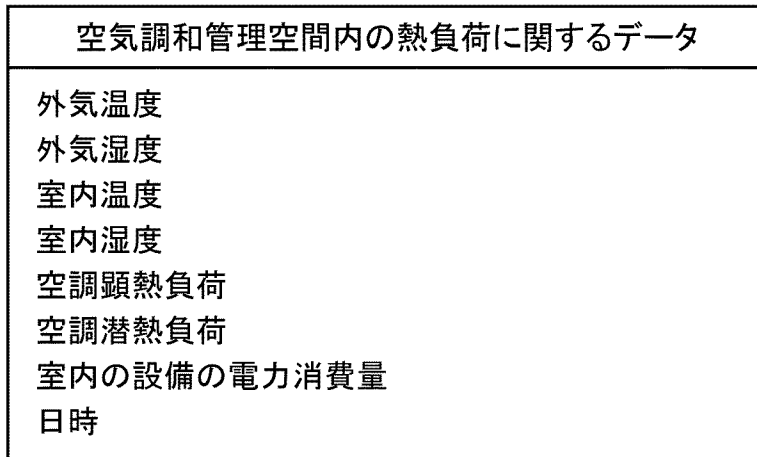 空気調和管理空間内の熱負荷に関するデータ
外気温度
外気湿度
室内温度
室内湿度
空調顕熱負荷
空調潜熱負荷
室内の設備の電力消費量
日時